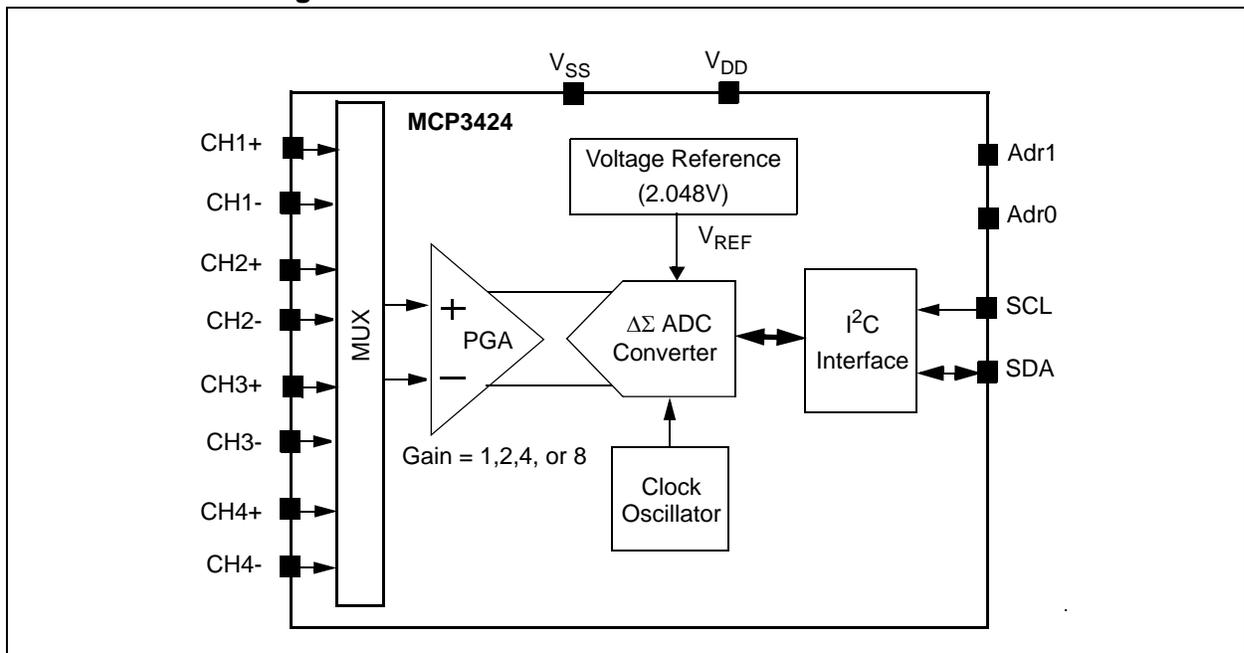 V_SS
V_DD
MCP3424
CH1+
CH1-
CH2+
CH2-
CH3+
CH3-
CH4+
CH4-
MUX
Voltage Reference
(2.048V)
V_REF
+
PGA
−
Gain = 1,2,4, or 8
ΔΣ ADC
Converter
Clock
Oscillator
I²C
Interface
Adr1
Adr0
SCL
SDA